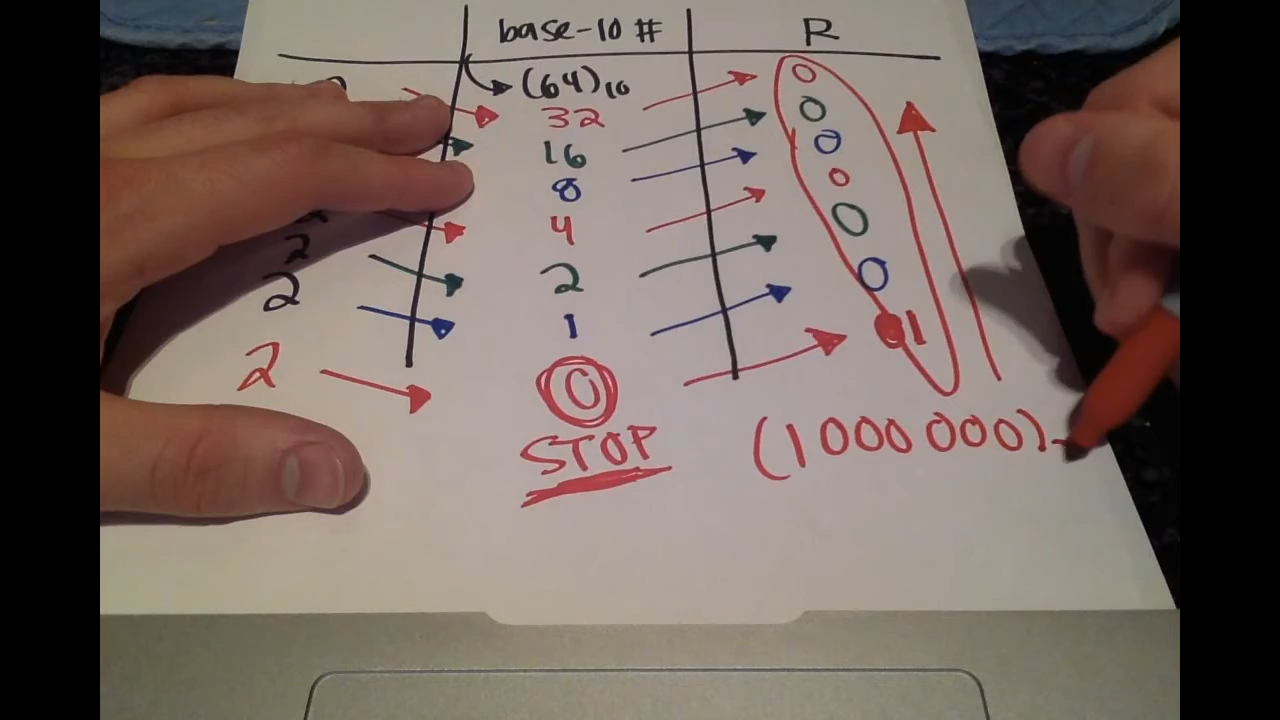 base-10 # R
(64)10 0
32 0
16 0
8 0
4 0
2 2 0
2 1 1
2 0
STOP (1000000)